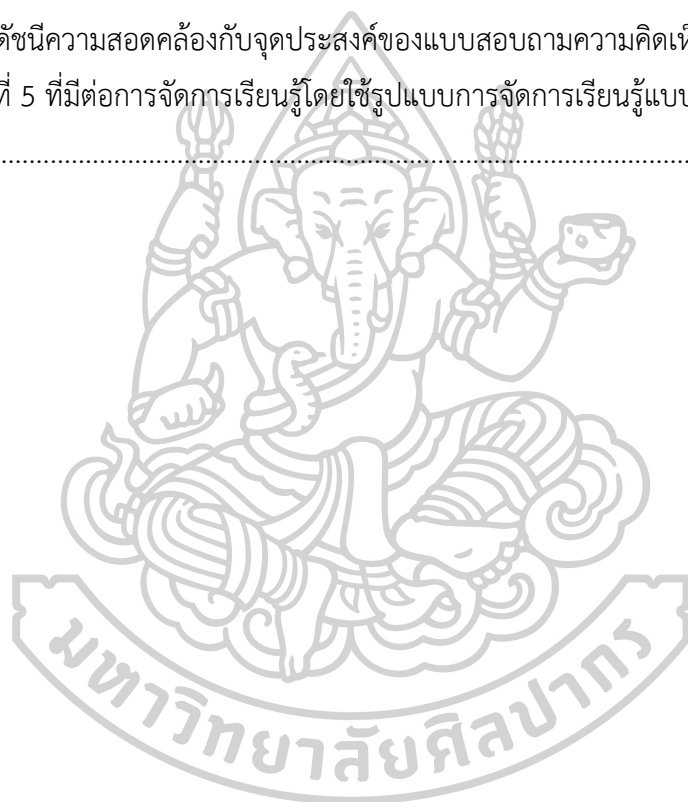 ดัชนีความสอดคล้องกับจุดประสงค์ของแบบสอบถามความคิดเห็
ที่ 5 ที่มีต่อการจัดการเรียนรู้โดยใช้รูปแบบการจัดการเรียนรู้แบบ
....................................................................................................
มหาวิทยาลัยศิลปากร